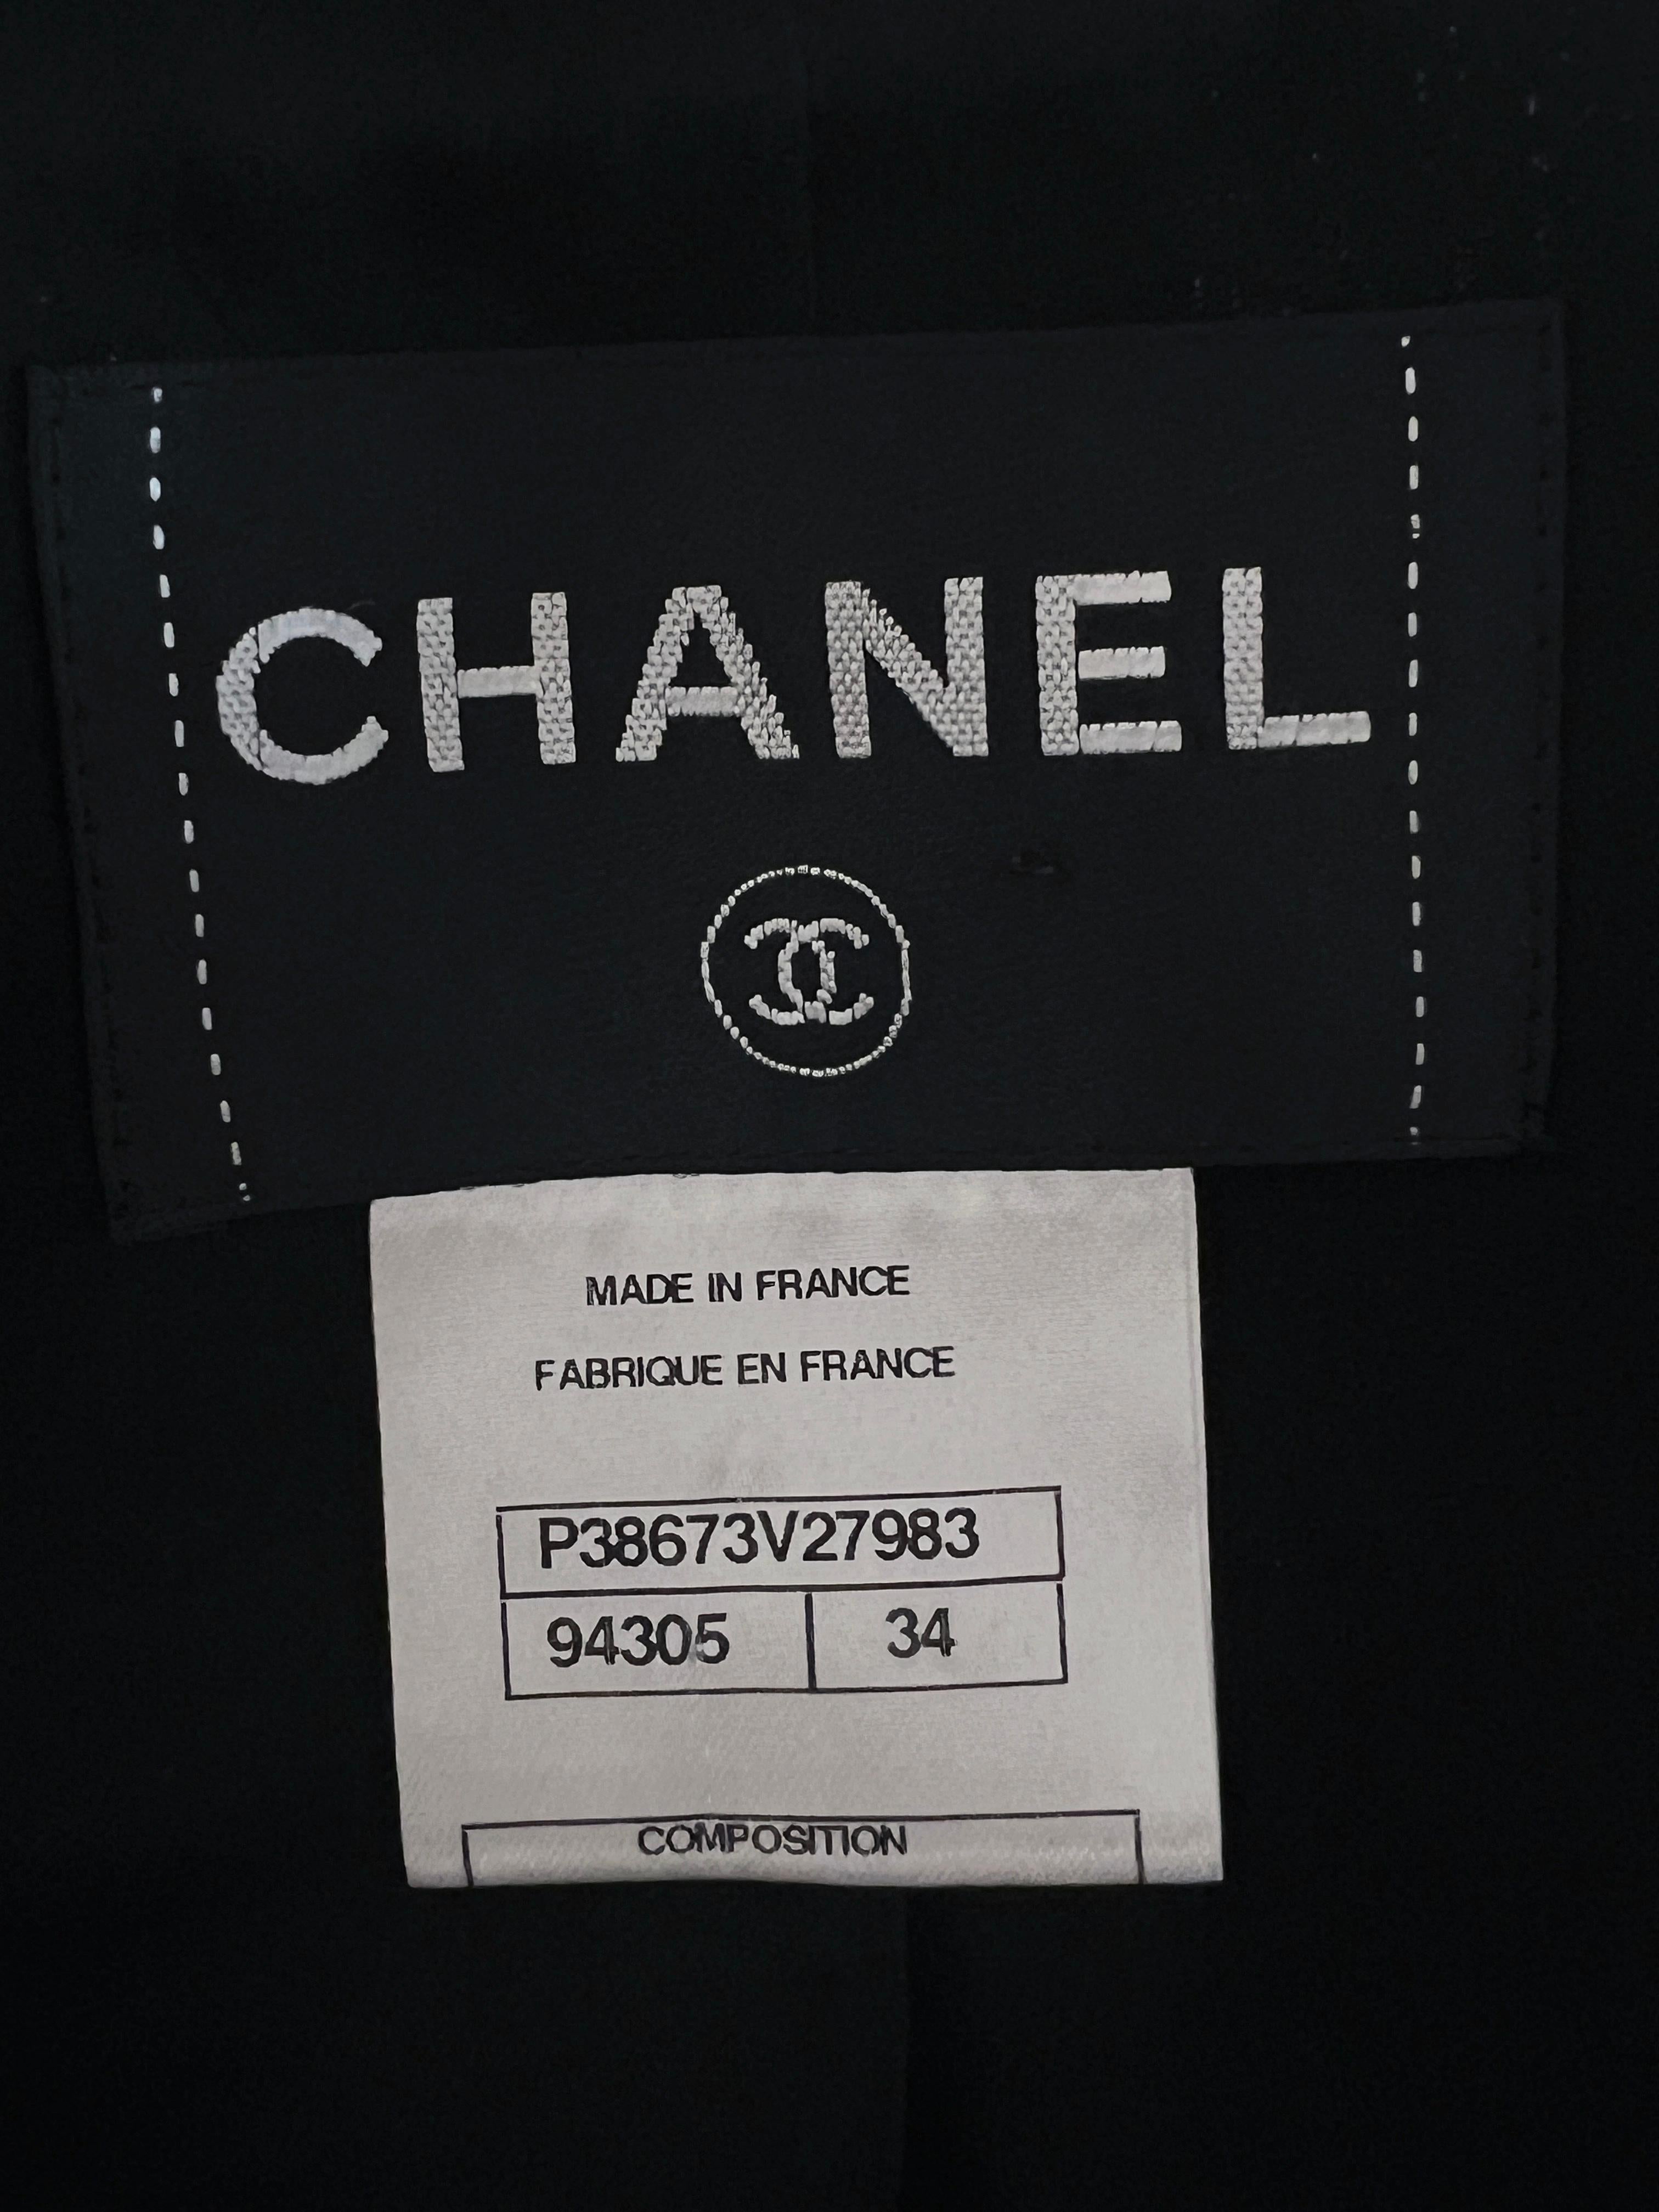 CHANEL
MADE IN FRANCE
FABRIQUE EN FRANCE
P38673V27983
94305 34
COMPOSITION